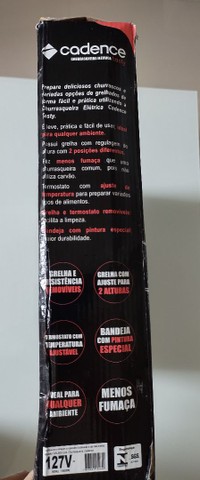 cadence
Prepara deliciosos churrascos e
variadas opções de grelhados de
forma fácil e prática utilizando a
Churrasqueira Elétrica Cadence
É leve, prática e fácil de usar,
para qualquer ambiente.
Possui grelha com regulagem de
altura com 2 posições diferentes.
Faz menos fumaça que uma
churrasqueira comum, pois não
utiliza carvão.
Termostato com ajuste de
temperatura para preparar variados
tipos de alimentos.
Grelha e termostato removíveis
facilita a limpeza.
Bandeja com pintura especial
maior durabilidade.
GRELHA E
RESISTÊNCIA
REMOVÍVEIS
GRELHA COM
AJUSTE PARA
2 ALTURAS
TERMOSTATO COM
TEMPERATURA
AJUSTÁVEL
BANDEJA
COM PINTURA
ESPECIAL
IDEAL PARA
QUALQUER
AMBIENTE
MENOS
FUMAÇA
127V~
SGS